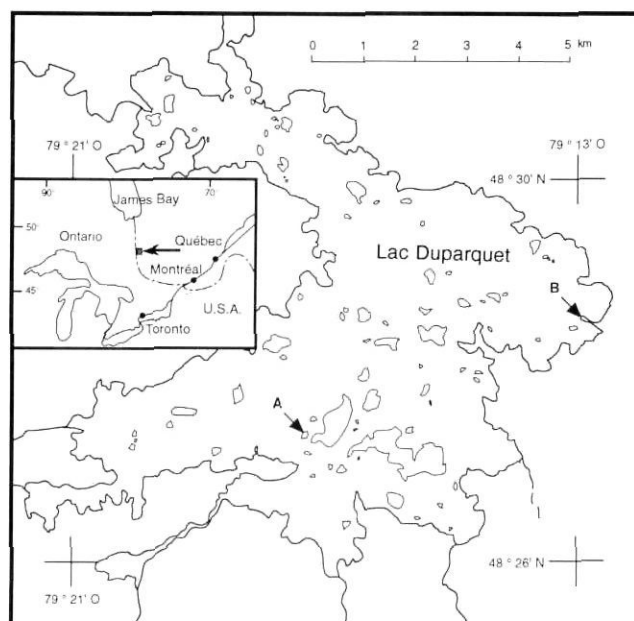 0 1 2 3 4 5 km
79° 21' O
79° 13' O
48° 30' N
90°
70
James Bay
50°
Ontario
Québec
Montréal
45
U.S.A.
Toronto
Lac Duparquet
B
A
48° 26' N
79° 21' O